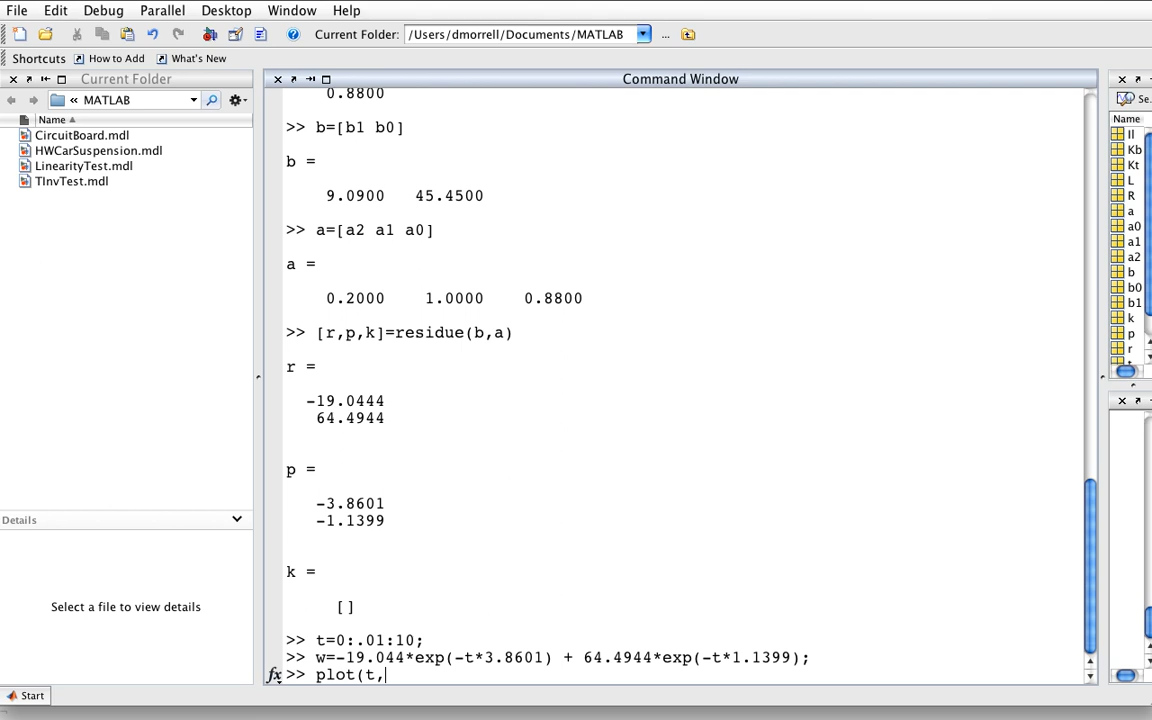 File Edit Debug Parallel Desktop Window Help
Current Folder: /Users/dmorrell/Documents/MATLAB ...
Shortcuts How to Add What's New
Current Folder
« MATLAB
Name
CircuitBoard.mdl
HWCarSuspension.mdl
LinearityTest.mdl
TInvTest.mdl
Details
Select a file to view details
Start
Command Window
0.8800
>> b=[b1 b0]
b =
9.0900 45.4500
>> a=[a2 a1 a0]
a =
0.2000 1.0000 0.8800
>> [r,p,k]=residue(b,a)
r =
-19.0444
64.4944
p =
-3.8601
-1.1399
k =
[]
>> t=0:.01:10;
>> w=-19.044*exp(-t*3.8601) + 64.4944*exp(-t*1.1399);
fx >> plot(t,
Se.
Name
Il
Kb
Kt
L
R
a
a0
a1
a2
b
b0
b1
k
p
r